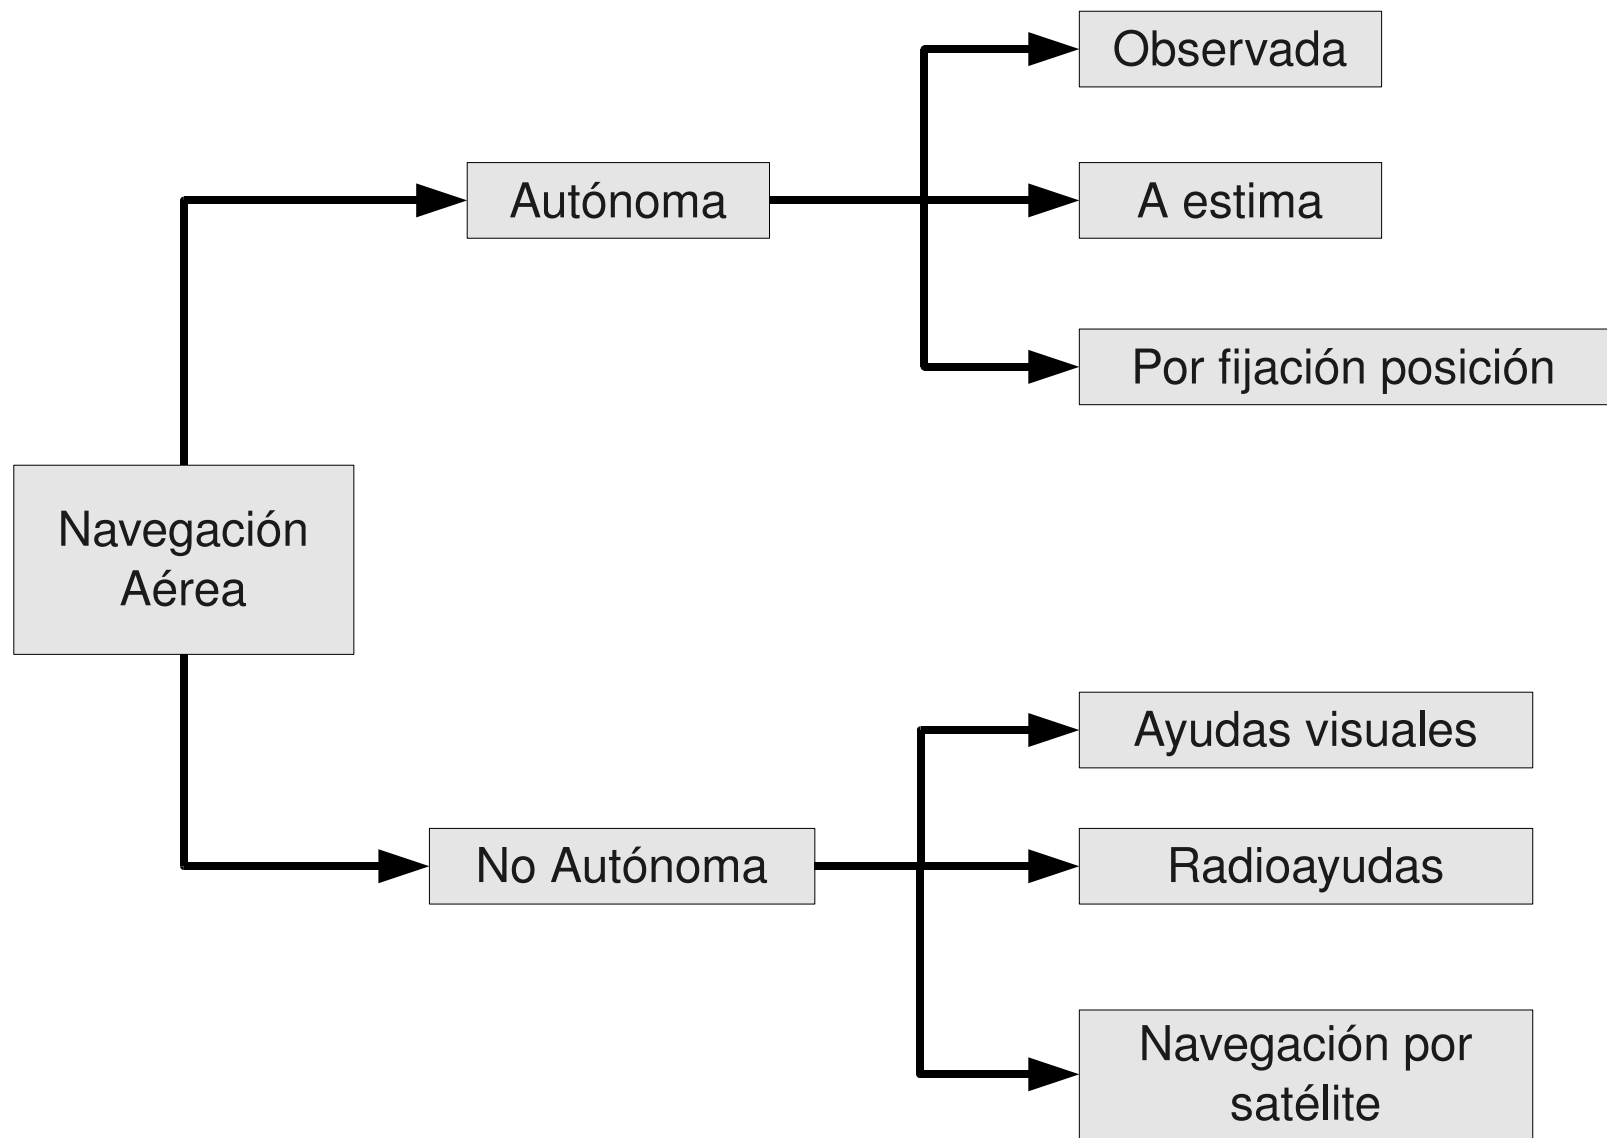 Observada
Autónoma
A estima
Por fijación posición
Navegación
Aérea
Ayudas visuales
No Autónoma
Radioayudas
Navegación por
satélite